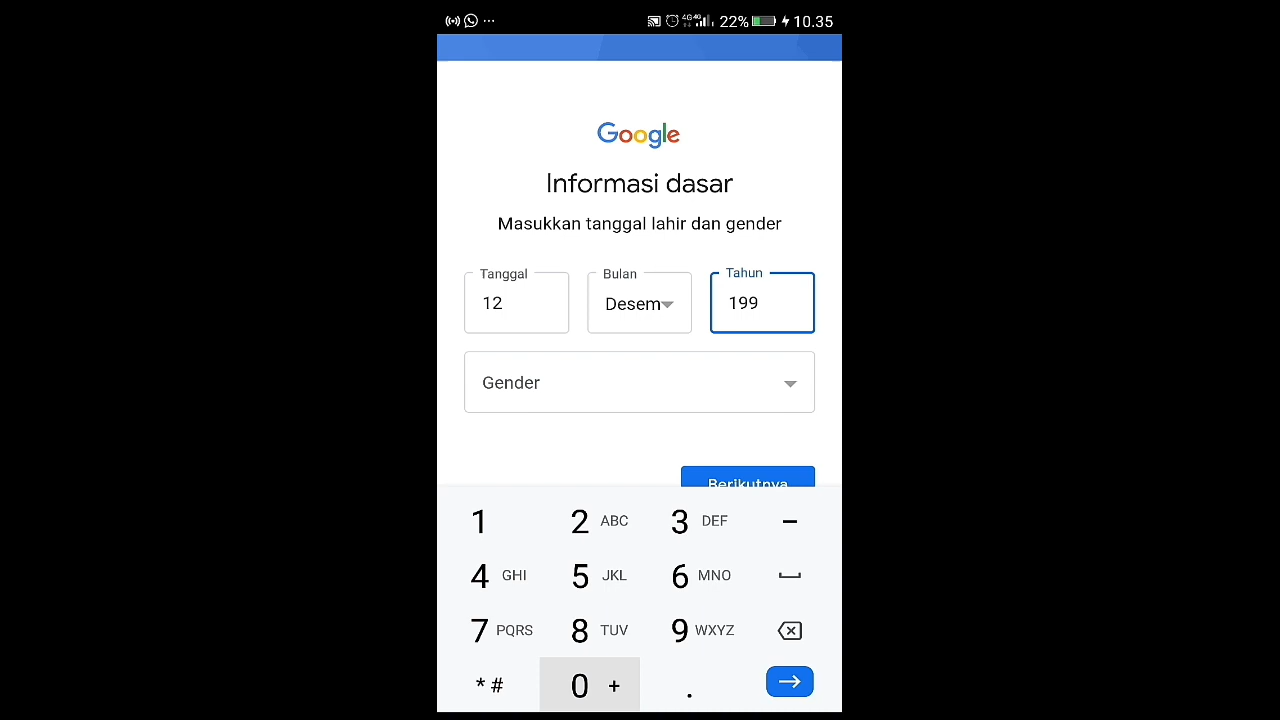 22% 10.35
Google
Informasi dasar
Masukkan tanggal lahir dan gender
Tanggal Bulan Tahun
12 Desem 199
Gender
Berikutnya
1 2 ABC 3 DEF -
4 GHI 5 JKL 6 MNO
7 PQRS 8 TUV 9 WXYZ
* # 0 + .